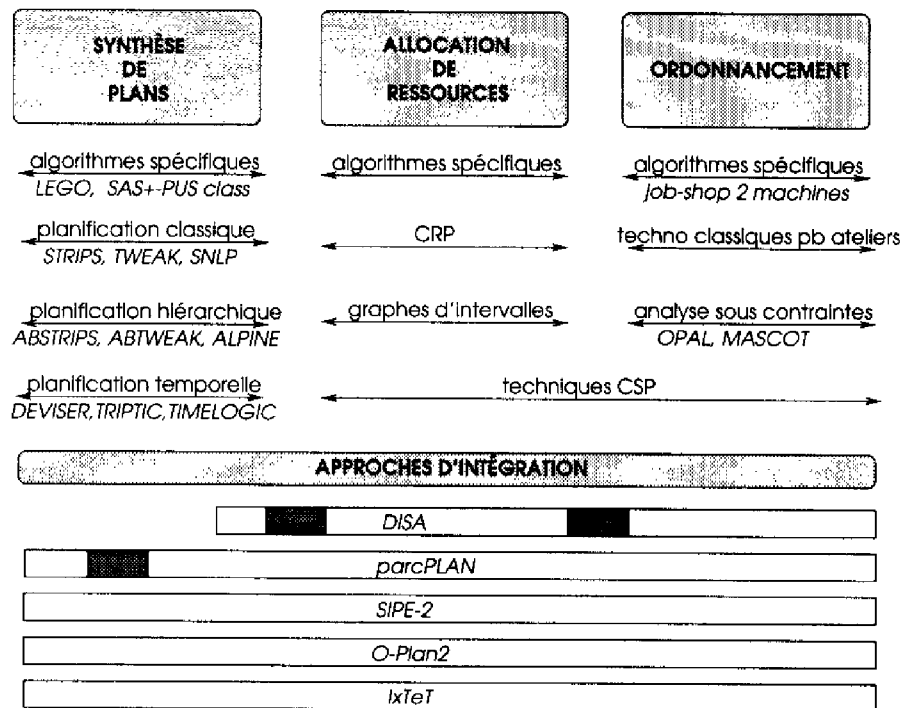 SYNTHÈSE
DE
PLANS
ALLOCATION
DE
RESSOURCES
ORDONNANCEMENT
algorithmes spécifiques
LEGO, SAS+-PUS class
algorithmes spécifiques
algorithmes spécifiques
job-shop 2 machines
planification classique
STRIPS, TWEAK, SNLP
CRP
techno classiques pb ateliers
planification hiérarchique
ABSTRIPS, ABTWEAK, ALPINE
graphes d'intervalles
analyse sous contraintes
OPAL, MASCOT
planification temporelle
DEVISER, TRIPTIC, TIMELOGIC
techniques CSP
APPROCHES D'INTÉGRATION
DISA
parcPLAN
SIPE-2
O-Plan2
IxTeT